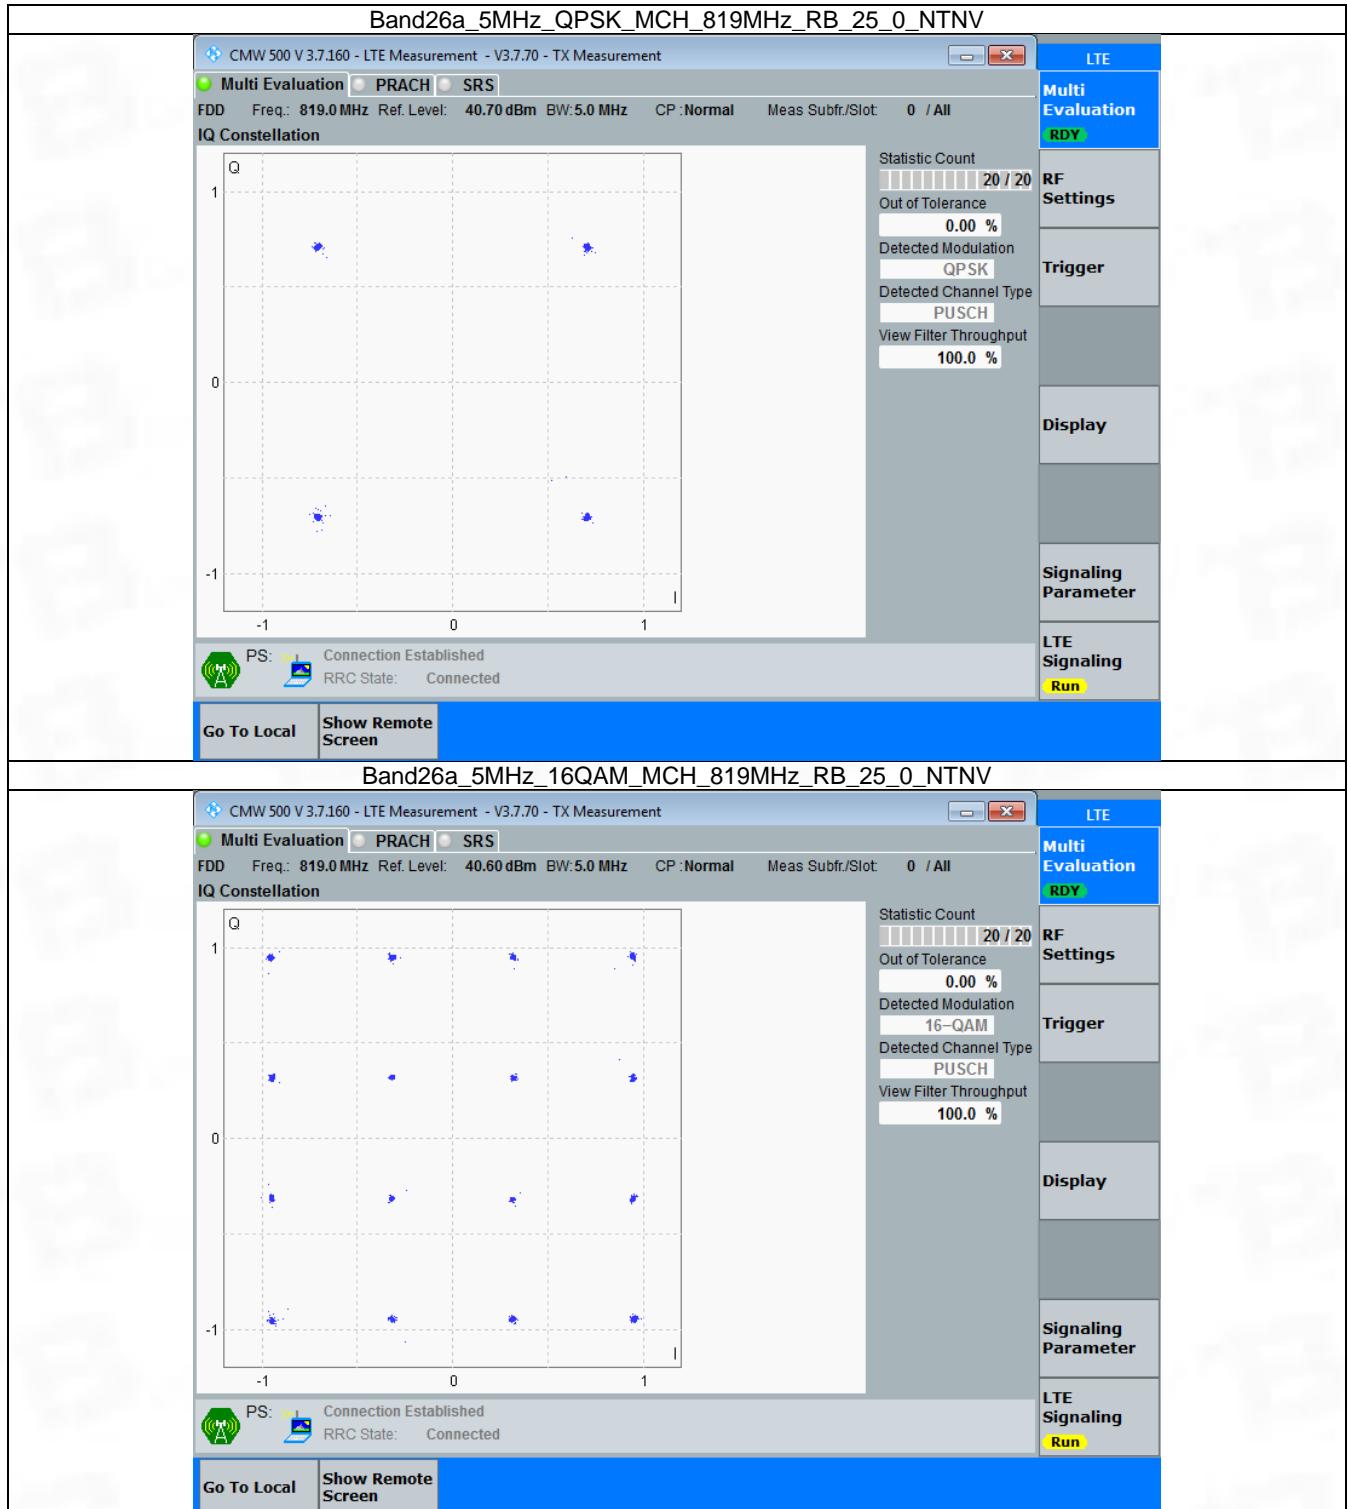 Band26a_5MHz_QPSK_MCH_819MHz_RB_25_0_NTNV
CMW 500 V 3.7.160 - LTE Measurement - V3.7.70 - TX Measurement
LTE
Multi Evaluation PRACH SRS
Multi Evaluation
RDY
FDD Freq.: 819.0 MHz Ref. Level: 40.70 dBm BW: 5.0 MHz CP : Normal Meas Subfr./Slot: 0 / All
IQ Constellation
Q
1
0
-1
I
-1 0 1
Statistic Count
20 / 20
Out of Tolerance
0.00 %
Detected Modulation
QPSK
Detected Channel Type
PUSCH
View Filter Throughput
100.0 %
RF
Settings
Trigger
Display
Signaling
Parameter
LTE
Signaling
Run
PS: Connection Established
RRC State: Connected
Go To Local
Show Remote
Screen
Band26a_5MHz_16QAM_MCH_819MHz_RB_25_0_NTNV
CMW 500 V 3.7.160 - LTE Measurement - V3.7.70 - TX Measurement
LTE
Multi Evaluation PRACH SRS
Multi Evaluation
RDY
FDD Freq.: 819.0 MHz Ref. Level: 40.60 dBm BW: 5.0 MHz CP : Normal Meas Subfr./Slot: 0 / All
IQ Constellation
Q
1
0
-1
I
-1 0 1
Statistic Count
20 / 20
Out of Tolerance
0.00 %
Detected Modulation
16-QAM
Detected Channel Type
PUSCH
View Filter Throughput
100.0 %
RF
Settings
Trigger
Display
Signaling
Parameter
LTE
Signaling
Run
PS: Connection Established
RRC State: Connected
Go To Local
Show Remote
Screen